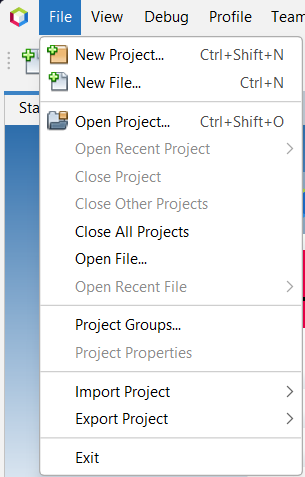 File View Debug Profile Team
New Project... Ctrl+Shift+N
New File... Ctrl+N
Sta
Open Project... Ctrl+Shift+O
Open Recent Project
Close Project
Close Other Projects
Close All Projects
Open File...
Open Recent File
Project Groups...
Project Properties
Import Project
Export Project
Exit